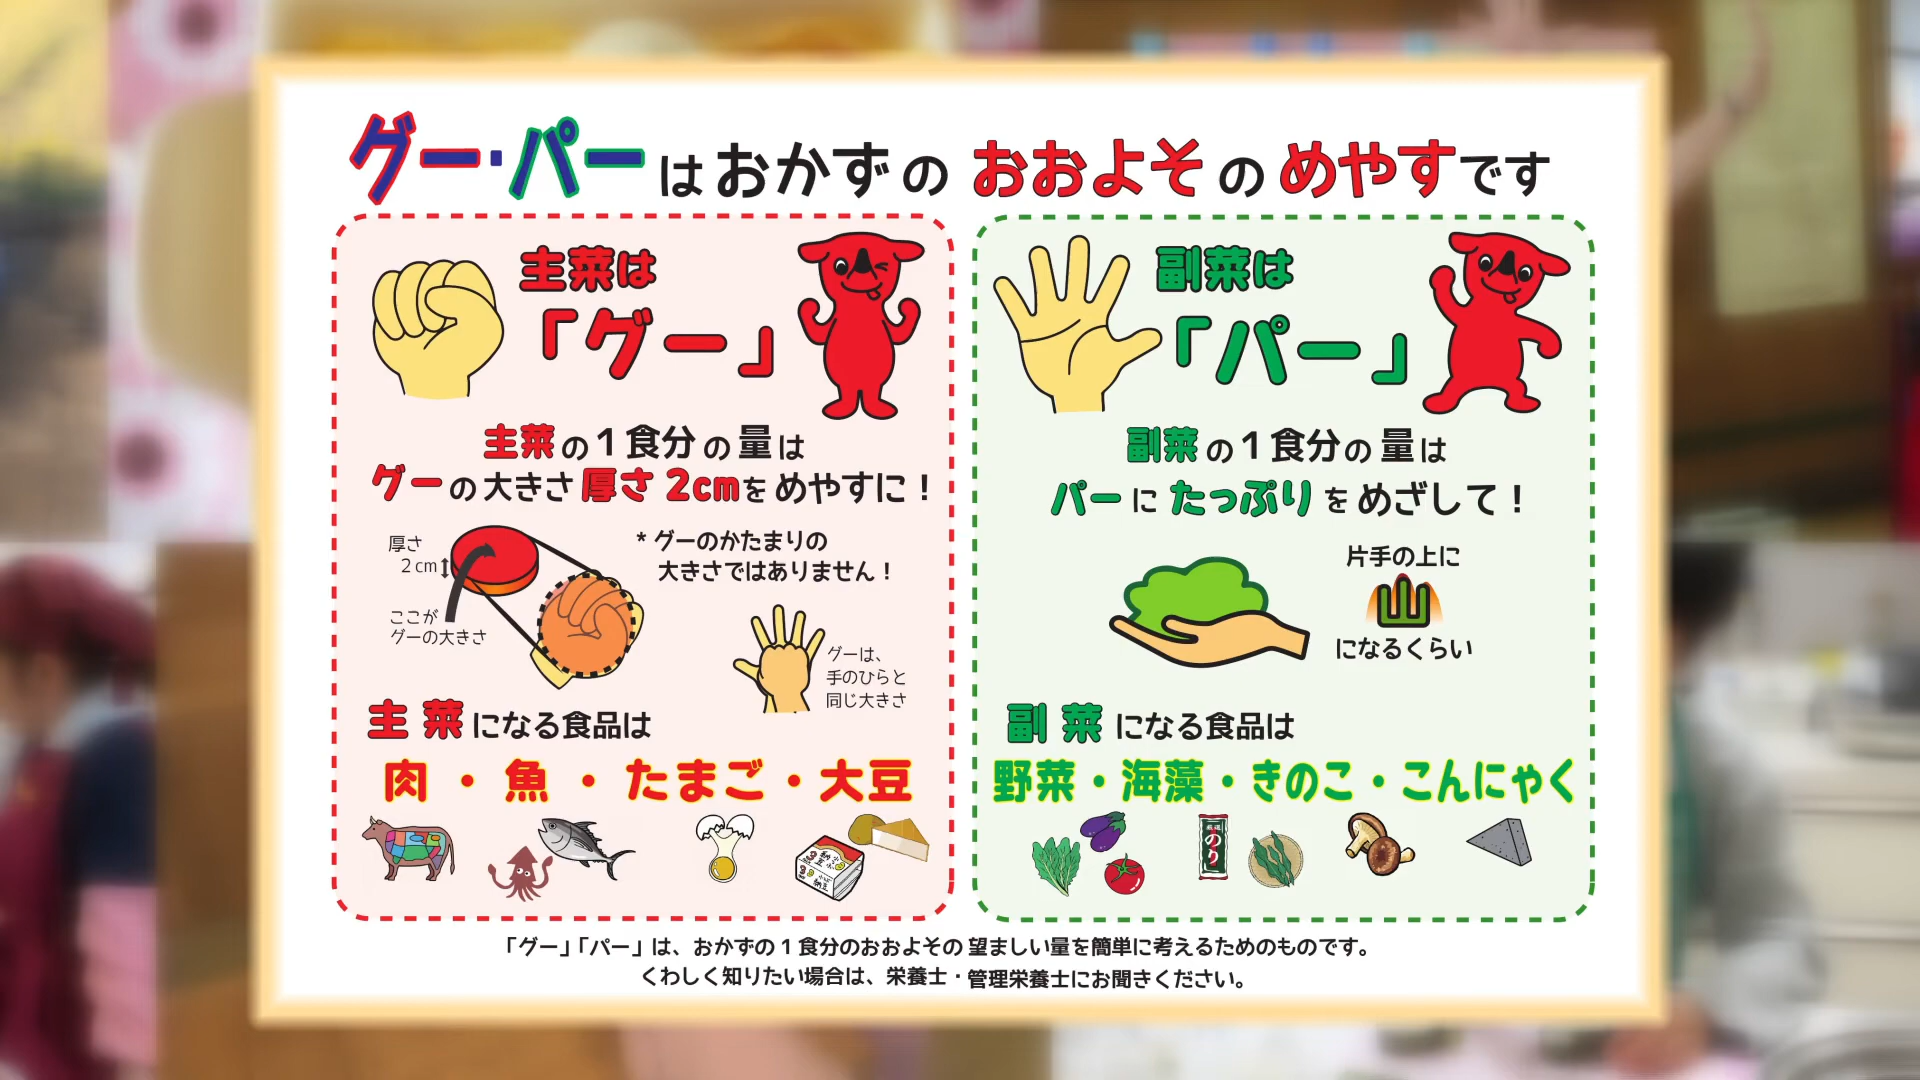 グー・パーはおかずのおおよそのめやすです
主菜は
「グー」
主菜の1食分の量は
グーの大きさ厚さ2cmをめやすに！
厚さ
2cm
ここが
グーの大きさ
*グーのかたまりの
大きさではありません！
グーは、
手のひらと
同じ大きさ
主菜になる食品は
肉・魚・たまご・大豆
副菜は
「パー」
副菜の1食分の量は
パーにたっぷりをめざして！
片手の上に
山
になるくらい
副菜になる食品は
野菜・海藻・きのこ・こんにゃく
のり
「グー」「パー」は、おかずの1食分のおおよその望ましい量を簡単に考えるためのものです。
くわしく知りたい場合は、栄養士・管理栄養士にお聞きください。